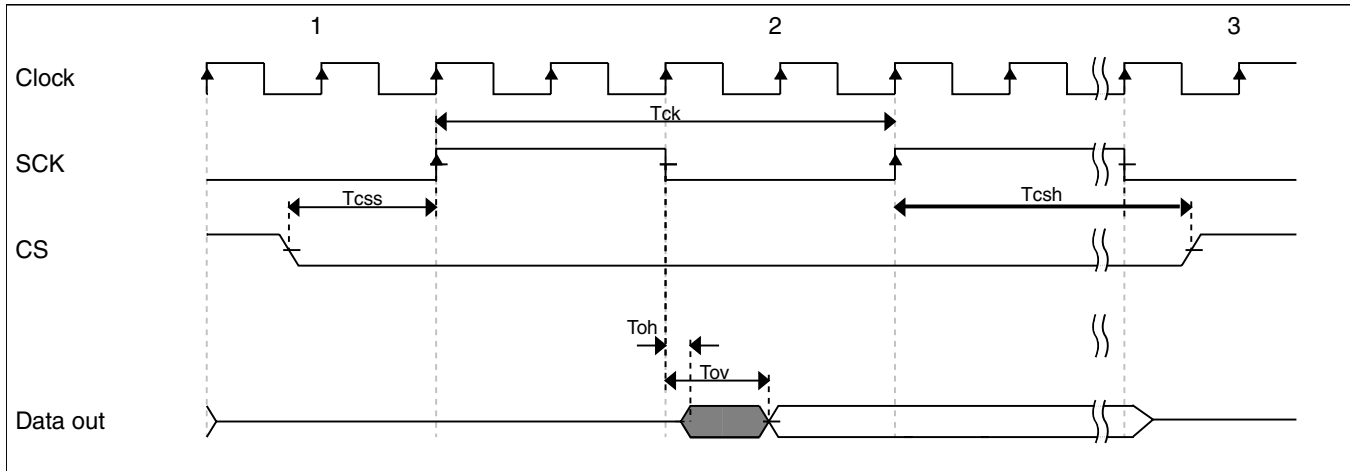 1 2 3
Clock
Tck
SCK
Tcss Tcsh
CS
Toh
Tov
Data out